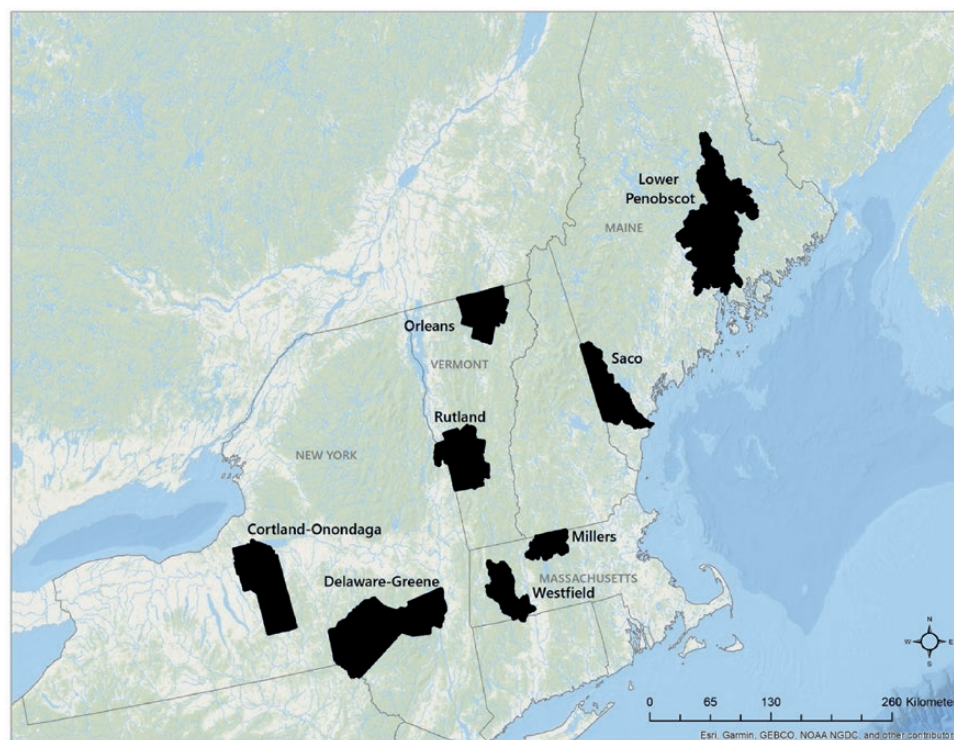 Lower
Penobscot
MAINE
Orleans
Saco
VERMONT
Rutland
NEW YORK
Cortland-Onondaga
Millers
Delaware-Greene
MASSACHUSETTS
Westfield
N
W E
S
0 65 130 260 Kilomete
Esri, Garmin, GEBCO, NOAA NGDC, and other contributor